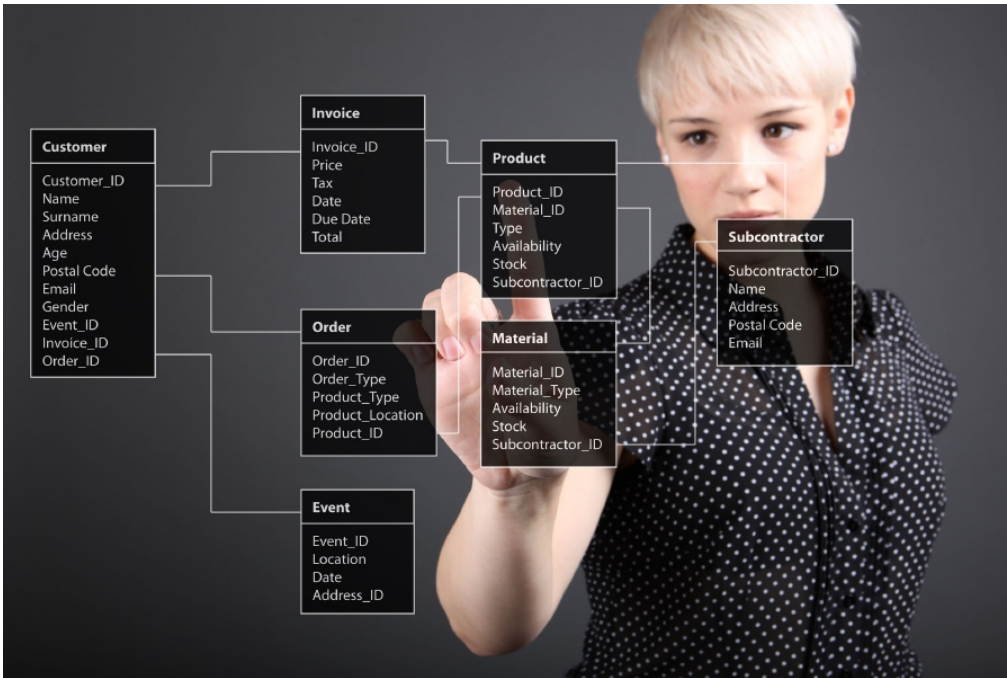 Customer
Customer_ID
Name
Surname
Address
Age
Postal Code
Email
Gender
Event_ID
Invoice_ID
Order_ID
Invoice
Invoice_ID
Price
Tax
Date
Due Date
Total
Order
Order_ID
Order_Type
Product_Type
Product_Location
Product_ID
Event
Event_ID
Location
Date
Address_ID
Product
Product_ID
Material_ID
Type
Availability
Stock
Subcontractor_ID
Material
Material_ID
Material_Type
Availability
Stock
Subcontractor_ID
Subcontractor
Subcontractor_ID
Name
Address
Postal Code
Email